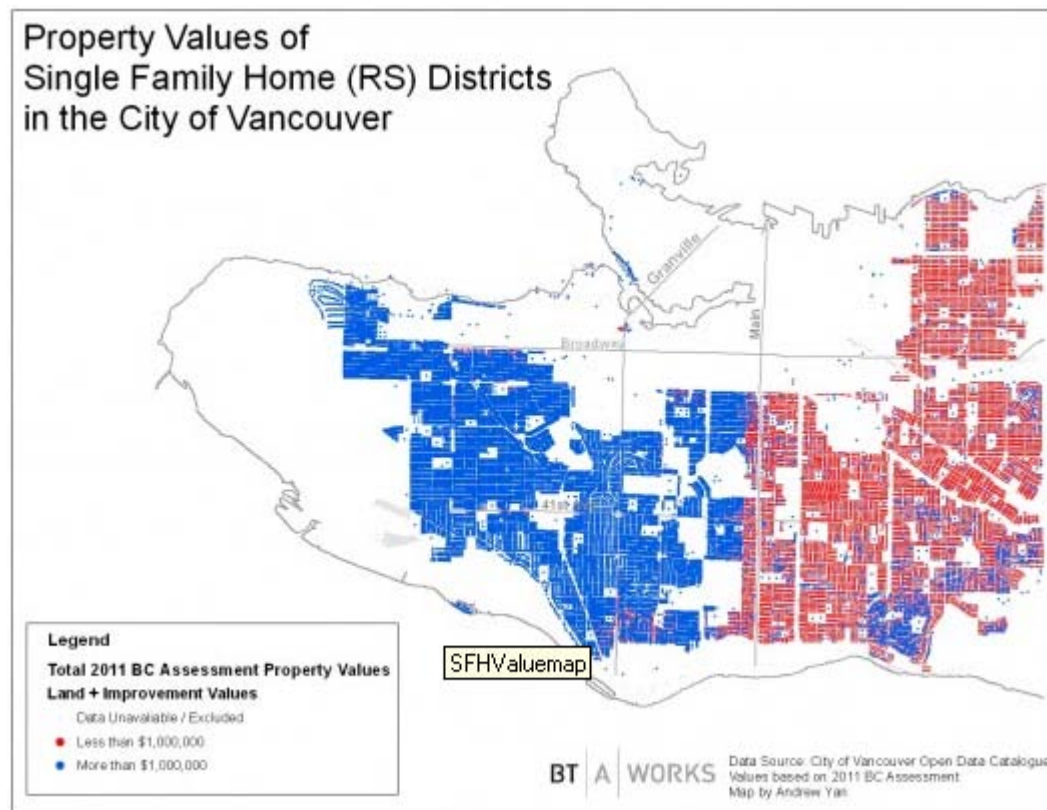 Property Values of
Single Family Home (RS) Districts
in the City of Vancouver
Granville
Main
Broadway
41st
SFHValuemap
Legend
Total 2011 BC Assessment Property Values
Land + Improvement Values
Data Unavaliable / Excluded
Less than $1,000,000
More than $1,000,000
BT | A | WORKS
Data Source: City of Vancouver Open Data Catalogue
Values based on 2011 BC Assessment
Map by Andrew Yan